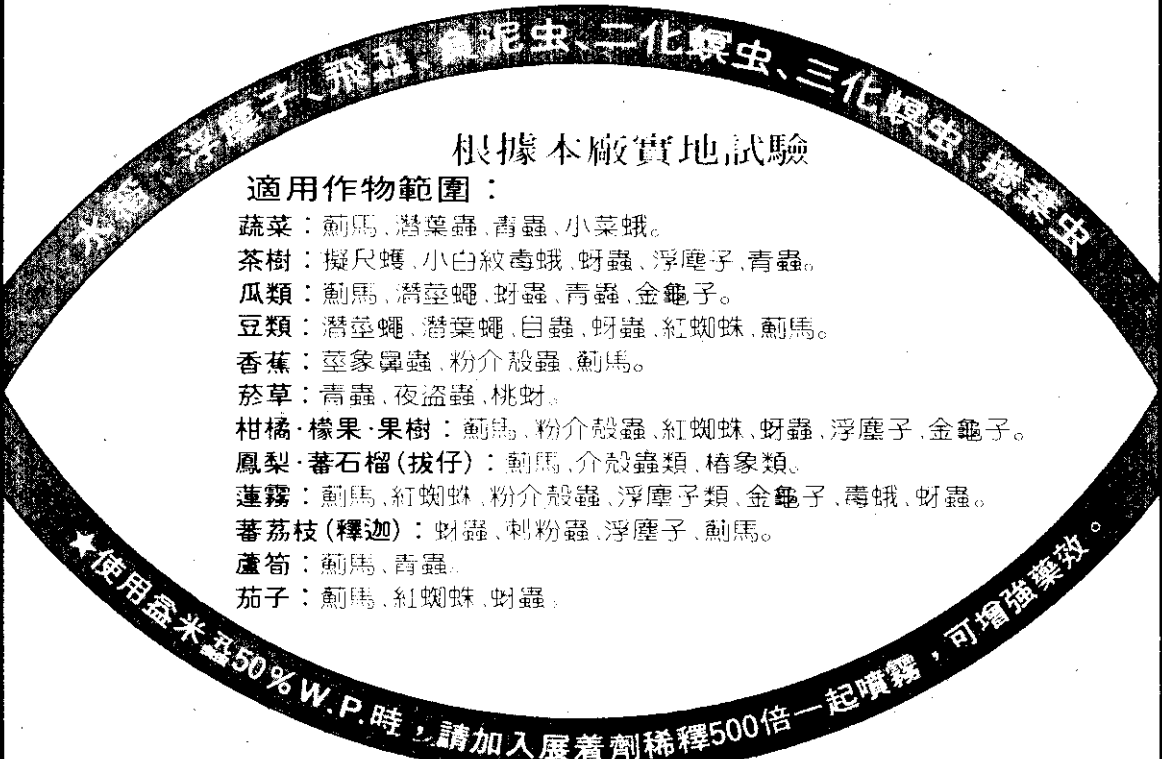 水稻：浮塵子、飛虱、負泥虫、二化螟虫、三化螟虫、捲葉虫
根據本廠實地試驗
適用作物範圍：
蔬菜：薊馬、潛葉蟲、青蟲、小菜蛾。
茶樹：擬尺蠖、小白紋毒蛾、蚜蟲、浮塵子、青蟲。
瓜類：薊馬、潛莖蠅、蚜蟲、青蟲、金龜子。
豆類：潛莖蠅、潛葉蠅、白蟲、蚜蟲、紅蜘蛛、薊馬。
香蕉：莖象鼻蟲、粉介殼蟲、薊馬。
菸草：青蟲、夜盜蟲、桃蚜。
柑橘·檬果·果樹：薊馬、粉介殼蟲、紅蜘蛛、蚜蟲、浮塵子、金龜子。
鳳梨·蕃石榴(拔仔)：薊馬、介殼蟲類、椿象類。
蓮霧：薊馬、紅蜘蛛、粉介殼蟲、浮塵子類、金龜子、毒蛾、蚜蟲。
蕃荔枝(釋迦)：蚜蟲、刺粉蟲、浮塵子、薊馬。
蘆筍：薊馬、青蟲。
茄子：薊馬、紅蜘蛛、蚜蟲。
★使用盒米蝨50%W.P.時，請加入展着劑稀釋500倍一起噴霧，可增強藥效。